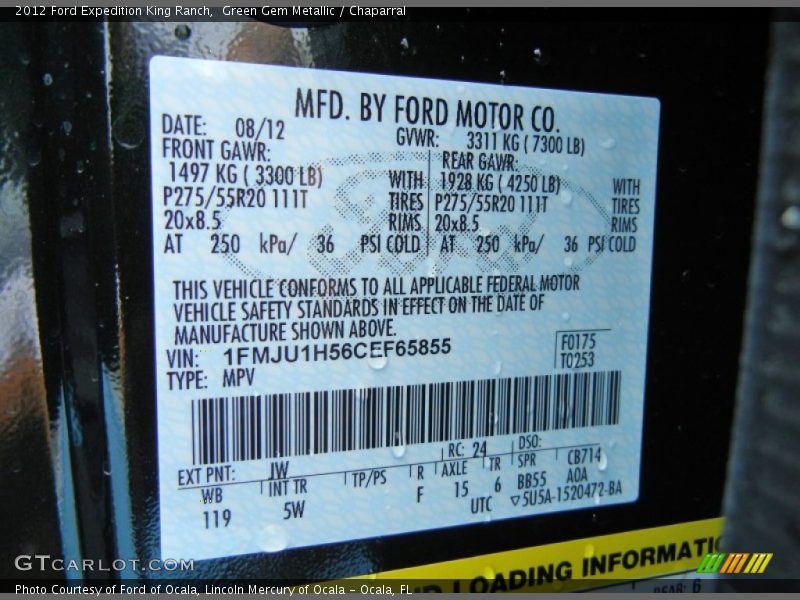 2012 Ford Expedition King Ranch,  Green Gem Metallic / Chaparral
MFD. BY FORD MOTOR CO.
DATE: 08/12 GVWR: 3311 KG ( 7300 LB)
FRONT GAWR: REAR GAWR:
1497 KG ( 3300 LB) WITH 1928 KG ( 4250 LB) WITH
P275/55R20 111T TIRES P275/55R20 111T TIRES
20x8.5 RIMS 20x8.5 RIMS
AT 250 kPa/ 36 PSI COLD AT 250 kPa/ 36 PSI COLD
THIS VEHICLE CONFORMS TO ALL APPLICABLE FEDERAL MOTOR
VEHICLE SAFETY STANDARDS IN EFFECT ON THE DATE OF
MANUFACTURE SHOWN ABOVE.
VIN: 1FMJU1H56CEF65855 F0175
TYPE: MPV T0253
EXT PNT: JW RC: 24 DSO:
WB INT TR TP/PS R AXLE TR SPR CB714
119 5W F 15 6 BB55 A0A
UTC ▽5U5A-1520472-BA
LOADING INFORMATIO
REAR: 6
GTCARLOT.COM
Photo Courtesy of Ford of Ocala, Lincoln Mercury of Ocala - Ocala, FL